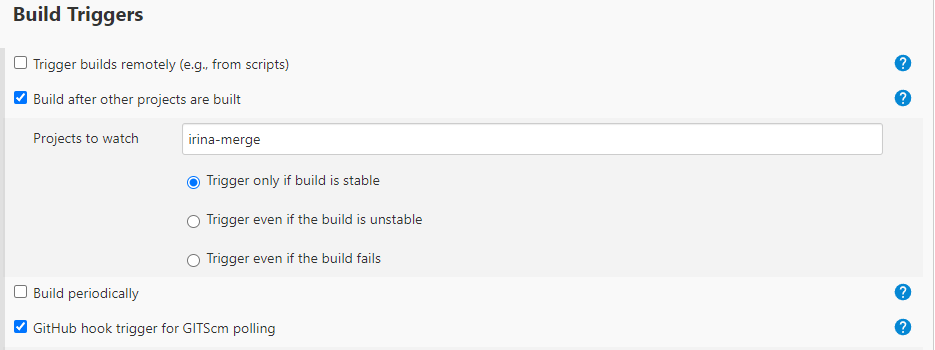 Build Triggers
Trigger builds remotely (e.g., from scripts)
?
Build after other projects are built
?
Projects to watch irina-merge
Trigger only if build is stable
Trigger even if the build is unstable
Trigger even if the build fails
Build periodically
?
GitHub hook trigger for GITScm polling
?